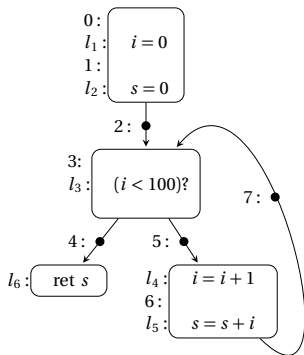 0 :
l₁ : i = 0
1 :
l₂ : s = 0
2 :
3 :
l₃ : (i < 100)?
7 :
4 : 5 :
l₆ : ret s
l₄ : i = i + 1
6 :
l₅ : s = s + i